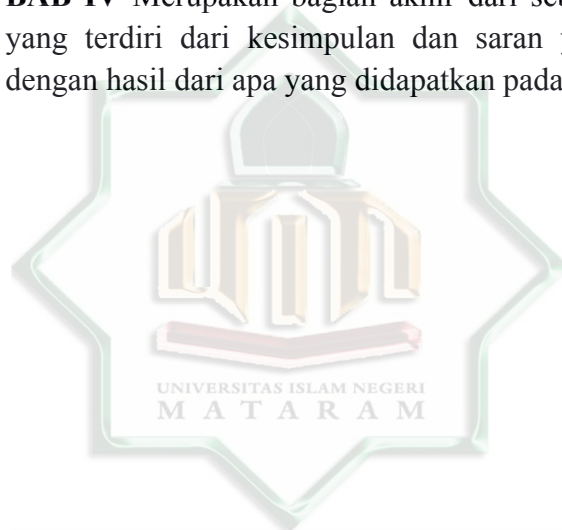 BAB IV Merupakan bagian akhir dari
yang terdiri dari kesimpulan dan saran
dengan hasil dari apa yang didapatkan pada
UNIVERSITAS ISLAM NEGERI
MATARAM